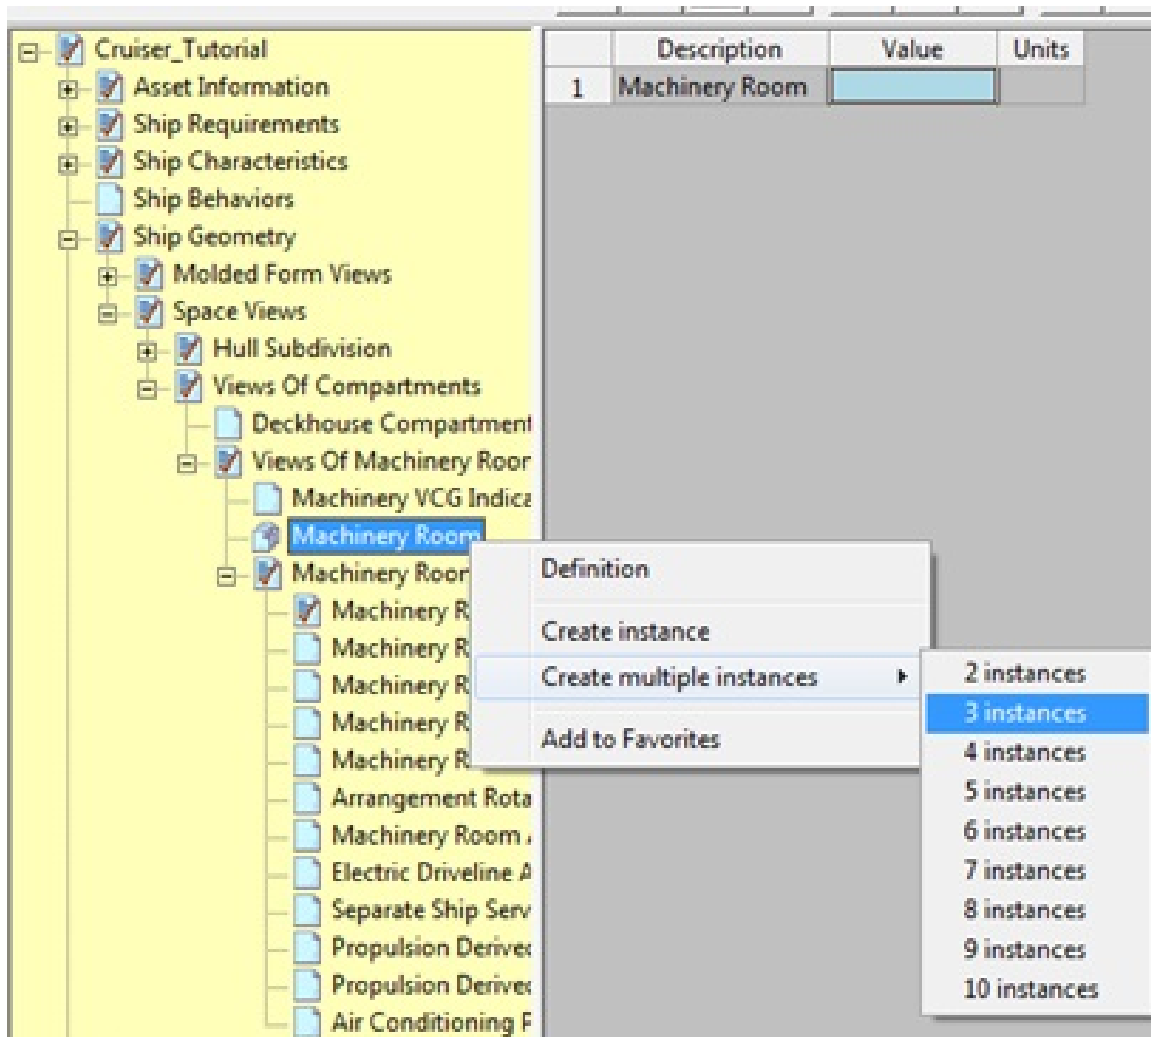 Cruiser_Tutorial
Asset Information
Ship Requirements
Ship Characteristics
Ship Behaviors
Ship Geometry
Molded Form Views
Space Views
Hull Subdivision
Views Of Compartments
Deckhouse Compartment
Views Of Machinery Roor
Machinery VCG Indica
Machinery Room
Machinery Roor
Machinery R
Machinery R
Machinery R
Machinery R
Machinery R
Arrangement Rota
Machinery Room
Electric Driveline A
Separate Ship Serv
Propulsion Derived
Propulsion Derived
Air Conditioning P
Description Value Units
1 Machinery Room
Definition
Create instance
Create multiple instances
Add to Favorites
2 instances
3 instances
4 instances
5 instances
6 instances
7 instances
8 instances
9 instances
10 instances